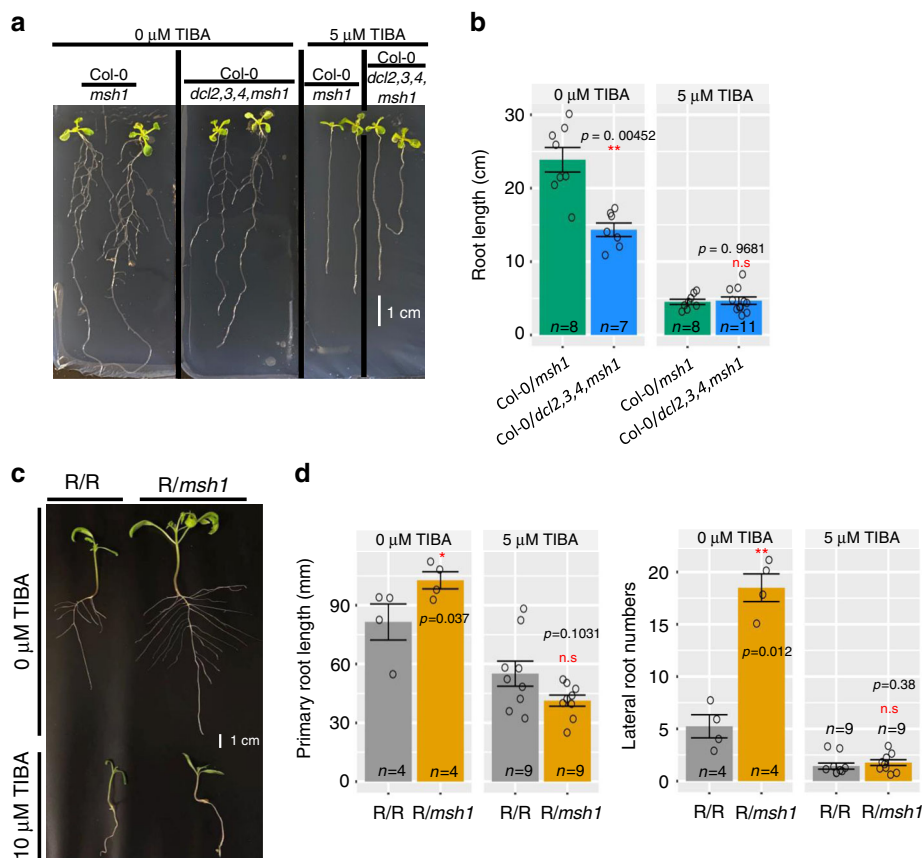 a
0 µM TIBA
5 µM TIBA
Col-0
msh1
Col-0
dcl2,3,4,msh1
Col-0
msh1
Col-0
dcl2,3,4,
msh1
1 cm
b
0 µM TIBA
5 µM TIBA
Root length (cm)
30
20
10
0
p = 0. 00452
**
p = 0. 9681
n.s
n=8
n=7
n=8
n=11
Col-0/msh1
Col-0/dcl2,3,4,msh1
Col-0/msh1
Col-0/dcl2,3,4,msh1
c
R/R
R/msh1
0 µM TIBA
1 cm
10 µM TIBA
d
0 µM TIBA
5 µM TIBA
Primary root length (mm)
90
60
30
0
*
p=0.037
p=0.1031
n.s
n=4
n=4
n=9
n=9
R/R
R/msh1
R/R
R/msh1
0 µM TIBA
5 µM TIBA
Lateral root numbers
20
15
10
5
0
**
p=0.012
p=0.38
n.s
n=9
n=9
n=4
n=4
R/R
R/msh1
R/R
R/msh1